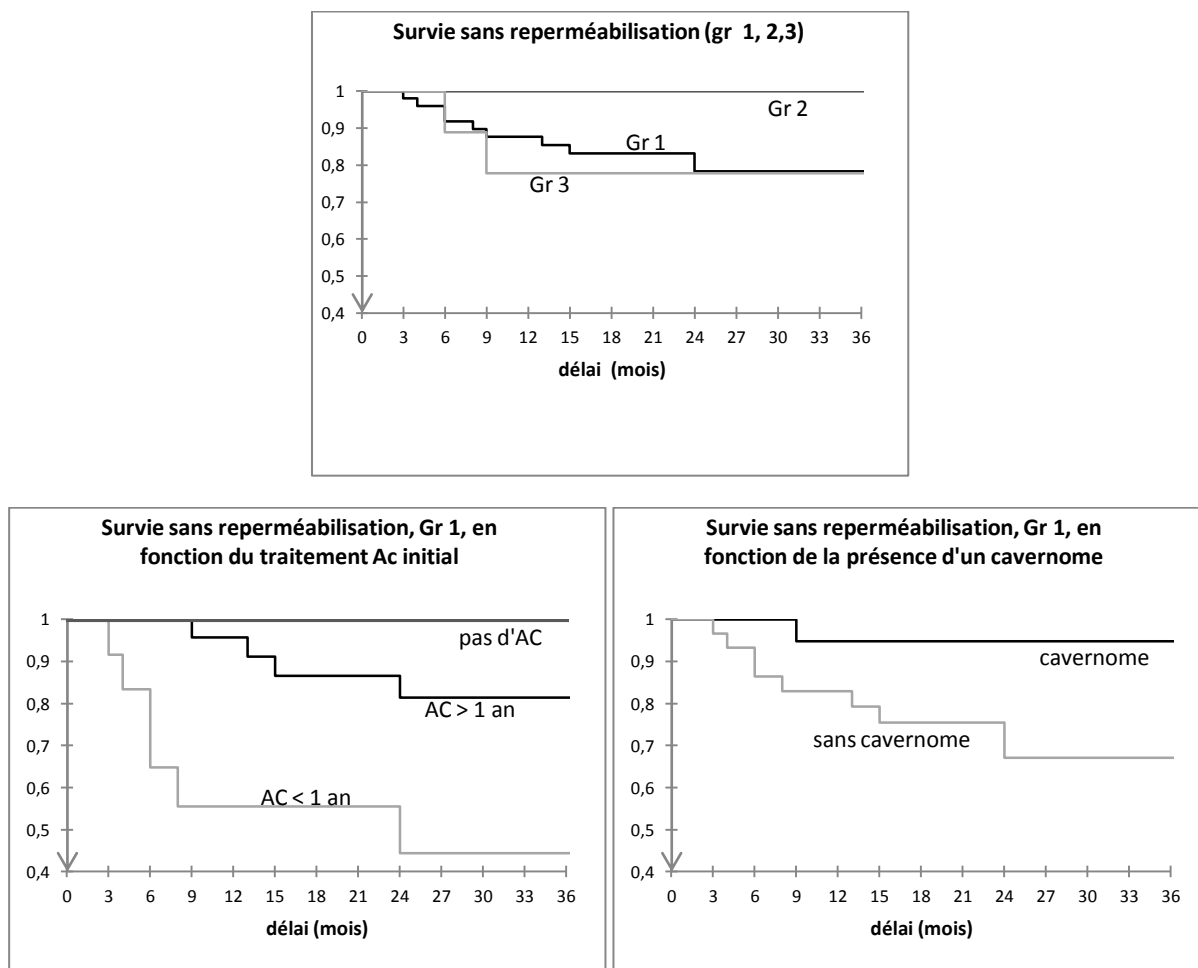 Survie sans reperméabilisation (gr  1, 2,3)
1
0,9
0,8
0,7
0,6
0,5
0,4
Gr 2
Gr 1
Gr 3
0 3 6 9 12 15 18 21 24 27 30 33 36
délai  (mois)
Survie sans reperméabilisation, Gr 1, en
fonction du traitement Ac initial
1
0,9
0,8
0,7
0,6
0,5
0,4
pas d'AC
AC > 1 an
AC < 1 an
0 3 6 9 12 15 18 21 24 27 30 33 36
délai (mois)
Survie sans reperméabilisation, Gr 1, en
fonction de la présence d'un cavernome
1
0,9
0,8
0,7
0,6
0,5
0,4
cavernome
sans cavernome
0 3 6 9 12 15 18 21 24 27 30 33 36
délai (mois)